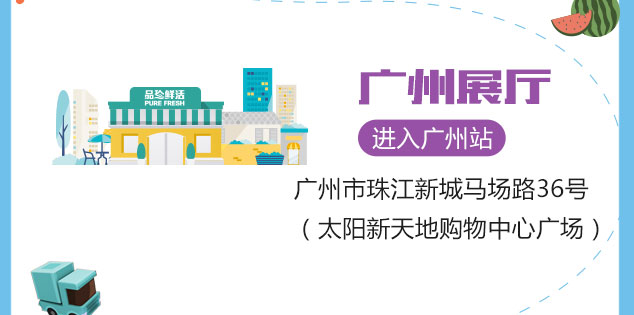 广州展厅
品珍鲜活
PURE FRESH
进入广州站
广州市珠江新城马场路36号
（太阳新天地购物中心广场）